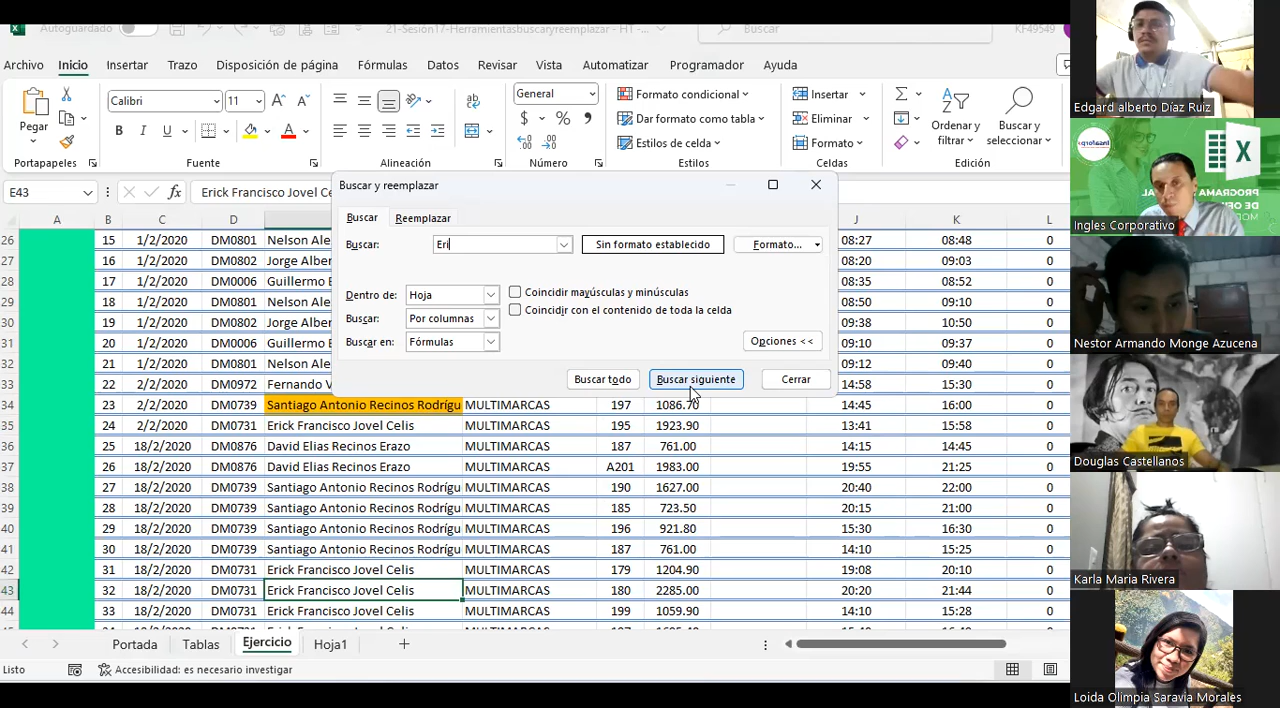 Autoguardado
21-Sesión17-Herramientasbuscaryreemplazar - HT -
Buscar
KF49549
Archivo Inicio Insertar Trazo Disposición de página Fórmulas Datos Revisar Vista Automatizar Programador Ayuda
Pegar
Calibri 11
General
Formato condicional
Dar formato como tabla
Estilos de celda
Insertar
Eliminar
Formato
Ordenar y filtrar
Buscar y seleccionar
Portapapeles Fuente Alineación Número Estilos Celdas Edición
E43 fx Erick Francisco Jovel Ce
A B C D J K L
Buscar y reemplazar
Buscar Reemplazar
Buscar: Eri Sin formato establecido Formato...
Dentro de: Hoja Coincidir mayúsculas y minúsculas
Buscar: Por columnas Coincidir con el contenido de toda la celda
Buscar en: Fórmulas Opciones <<
Buscar todo Buscar siguiente Cerrar
26 15 1/2/2020 DM0801 Nelson Ale 08:27 08:48 0
27 16 1/2/2020 DM0802 Jorge Alber 08:20 09:03 0
28 17 1/2/2020 DM0006 Guillermo E 08:35 08:52 0
29 18 1/2/2020 DM0801 Nelson Ale 08:50 09:10 0
30 19 1/2/2020 DM0802 Jorge Alber 09:38 10:50 0
31 20 1/2/2020 DM0006 Guillermo E 09:10 09:37 0
32 21 1/2/2020 DM0801 Nelson Ale 09:12 09:40 0
33 22 2/2/2020 DM0972 Fernando V 14:58 15:30 0
34 23 2/2/2020 DM0739 Santiago Antonio Recinos Rodrígu MULTIMARCAS 197 1086.70 14:45 16:00 0
35 24 2/2/2020 DM0731 Erick Francisco Jovel Celis MULTIMARCAS 195 1923.90 13:41 15:58 0
36 25 18/2/2020 DM0876 David Elias Recinos Erazo MULTIMARCAS 187 761.00 14:15 14:45 0
37 26 18/2/2020 DM0876 David Elias Recinos Erazo MULTIMARCAS A201 1983.00 19:55 21:25 0
38 27 18/2/2020 DM0739 Santiago Antonio Recinos Rodrígu MULTIMARCAS 190 1627.00 20:40 22:00 0
39 28 18/2/2020 DM0739 Santiago Antonio Recinos Rodrígu MULTIMARCAS 185 723.50 20:15 21:00 0
40 29 18/2/2020 DM0739 Santiago Antonio Recinos Rodrígu MULTIMARCAS 196 921.80 15:30 16:30 0
41 30 18/2/2020 DM0739 Santiago Antonio Recinos Rodrígu MULTIMARCAS 187 761.00 14:10 15:25 0
42 31 18/2/2020 DM0731 Erick Francisco Jovel Celis MULTIMARCAS 179 1204.90 19:08 20:10 0
43 32 18/2/2020 DM0731 Erick Francisco Jovel Celis MULTIMARCAS 180 2285.00 20:20 21:44 0
44 33 18/2/2020 DM0731 Erick Francisco Jovel Celis MULTIMARCAS 199 1059.90 14:10 15:28 0
Portada Tablas Ejercicio Hoja1
Listo Accesibilidad: es necesario investigar
Edgard alberto Díaz Ruiz
Ingles Corporativo
Nestor Armando Monge Azucena
Douglas Castellanos
Karla Maria Rivera
Loida Olimpia Saravia Morales